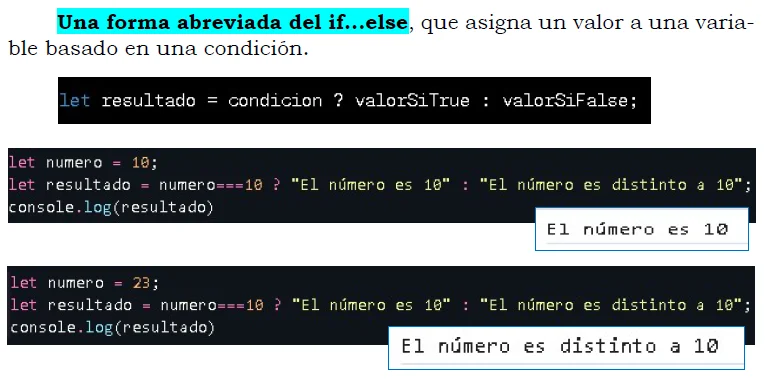 Una forma abreviada del if...else, que asigna un valor a una varia-
ble basado en una condición.
let resultado = condicion ? valorSiTrue : valorSiFalse;
let numero = 10;
let resultado = numero===10 ? "El número es 10" : "El número es distinto a 10";
console.log(resultado)
El número es 10
let numero = 23;
let resultado = numero===10 ? "El número es 10" : "El número es distinto a 10";
console.log(resultado)
El número es distinto a 10